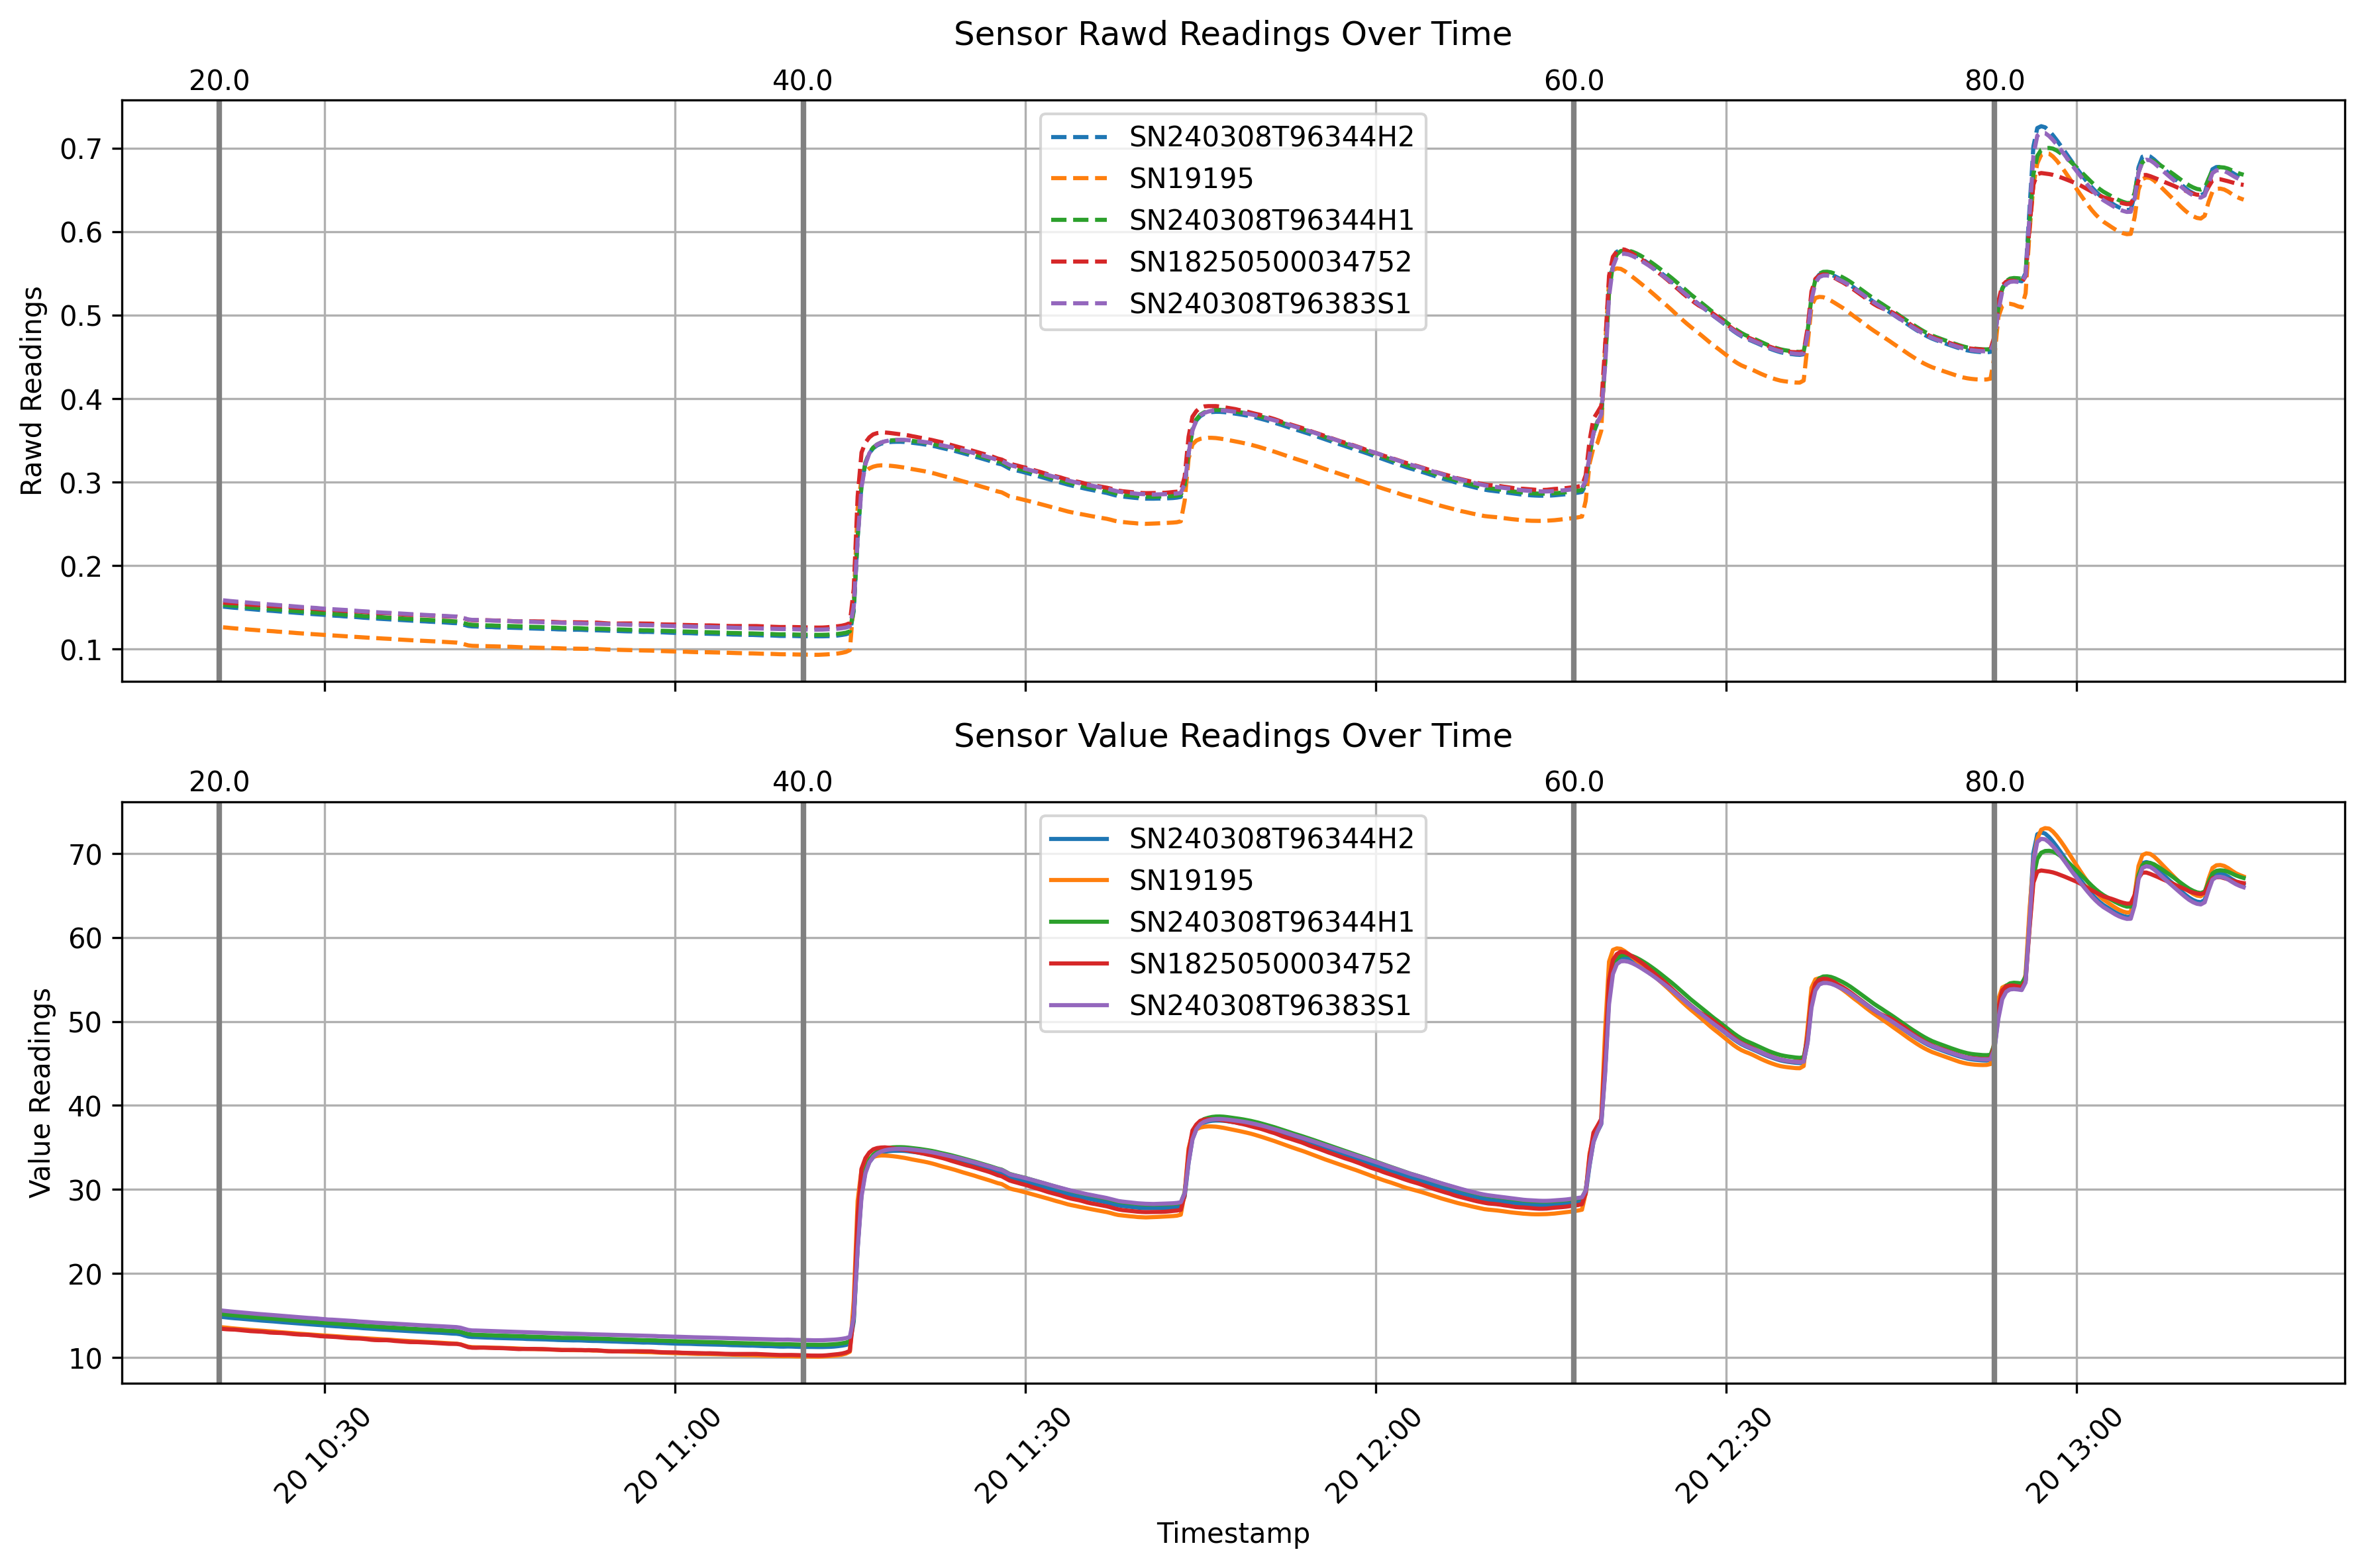 Sensor Rawd Readings Over Time
20.0 40.0 60.0 80.0
SN240308T96344H2
SN19195
SN240308T96344H1
SN18250500034752
SN240308T96383S1
0.7
0.6
0.5
0.4
0.3
0.2
0.1
Rawd Readings
Sensor Value Readings Over Time
20.0 40.0 60.0 80.0
SN240308T96344H2
SN19195
SN240308T96344H1
SN18250500034752
SN240308T96383S1
70
60
50
40
30
20
10
Value Readings
20 10:30 20 11:00 20 11:30 20 12:00 20 12:30 20 13:00
Timestamp